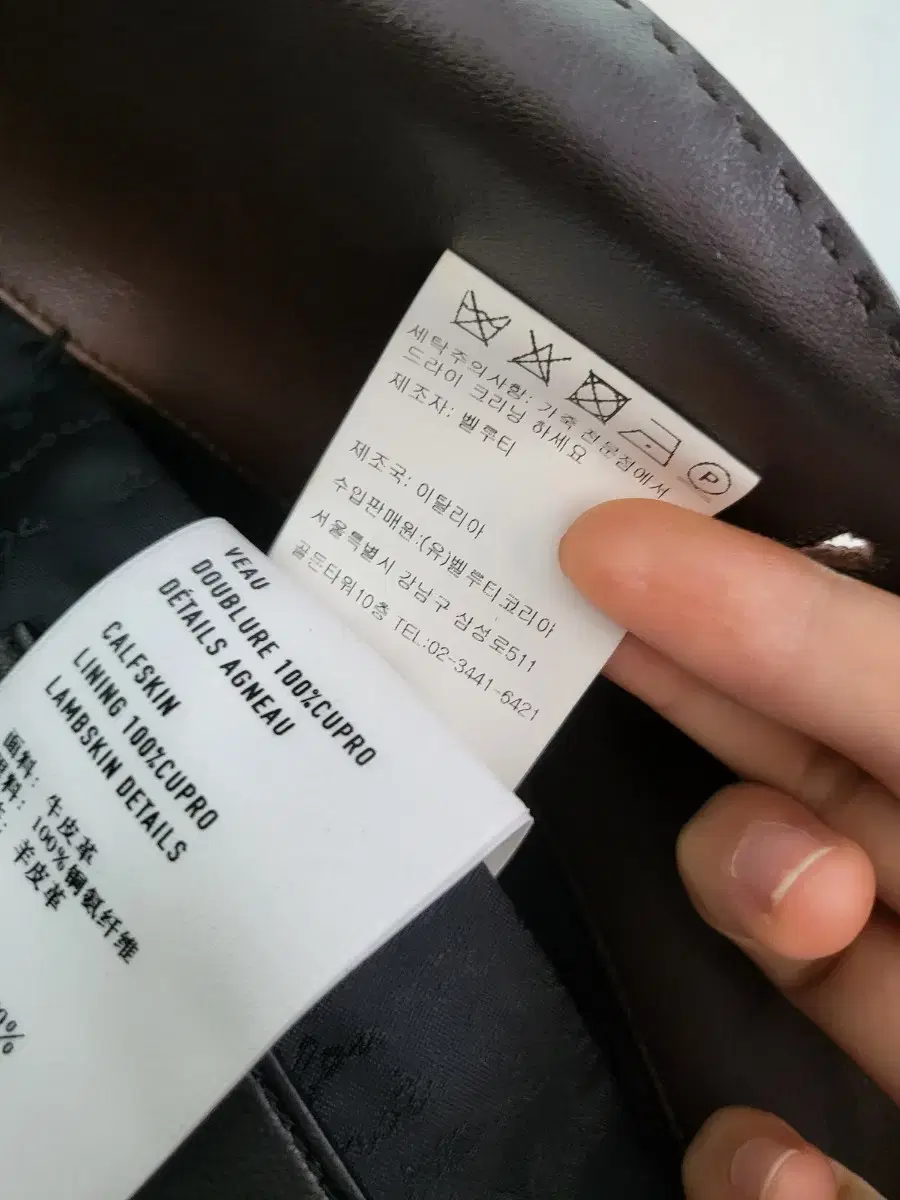 세탁주의사항: 가죽 전문점에서
드라이 크리닝 하세요
제조자: 벨루티
제조국: 이탈리아
수입판매원:(유)벨루티코리아
서울특별시 강남구 삼성로511
골든타워10층 TEL:02-3441-6421
P
VEAU
DOUBLURE 100%CUPRO
DÉTAILS AGNEAU
CALFSKIN
LINING 100%CUPRO
LAMBSKIN DETAILS
面料: 牛皮革
料: 100%铜氨纤维
羊皮革
0%